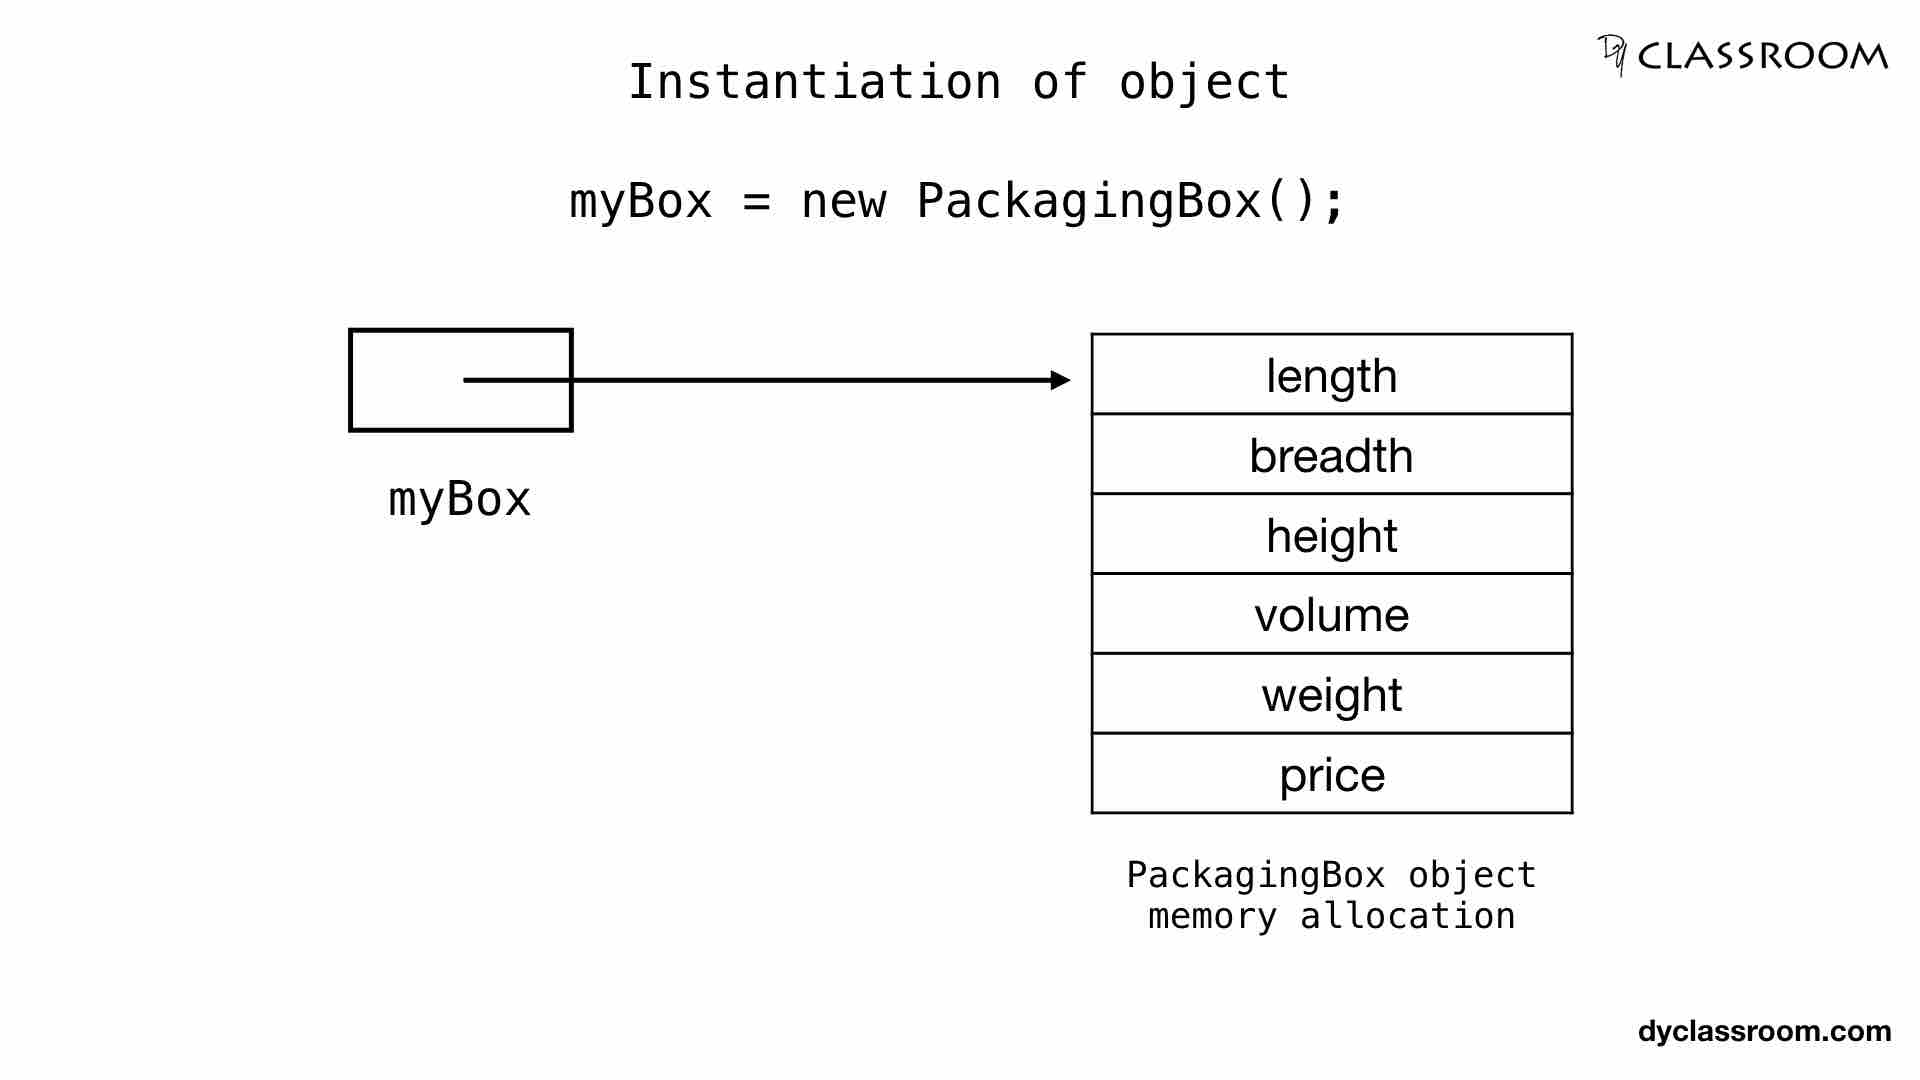 DY CLASSROOM
Instantiation of object
myBox = new PackagingBox();
myBox
length
breadth
height
volume
weight
price
PackagingBox object
memory allocation
dyclassroom.com